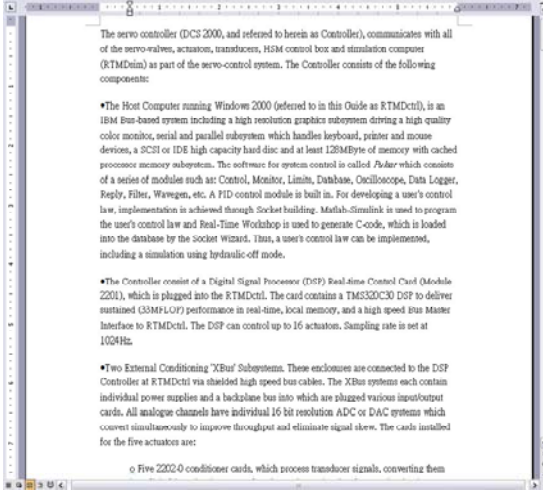 The servo controller (DCS 2000, and referred to herein as Controller), communicates with all
of the servo-valves, actuators, transducers, HSM control box and simulation computer
(RTMDsim) as part of the servo-control system. The Controller consists of the following
components:
•The Host Computer running Windows 2000 (referred to in this Guide as RTMDctrl), is an
IBM Bus-based system including a high resolution graphics subsystem driving a high quality
color monitor, serial and parallel subsystem which handles keyboard, printer and mouse
devices, a SCSI or IDE high capacity hard disc and at least 128MByte of memory with cached
processor memory subsystem. The software for system control is called Pulsar which consists
of a series of modules such as: Control, Monitor, Limits, Database, Oscilloscope, Data Logger,
Reply, Filter, Wavegen, etc. A PID control module is built in. For developing a user's control
law, implementation is achieved through Socket building. Matlab-Simulink is used to program
the user's control law and Real-Time Workshop is used to generate C-code, which is loaded
into the database by the Socket Wizard. Thus, a user's control law can be implemented,
including a simulation using hydraulic-off mode.
•The Controller consist of a Digital Signal Processor (DSP) Real-time Control Card (Module
2201), which is plugged into the RTMDctrl. The card contains a TMS320C30 DSP to deliver
sustained (33MFLOP) performance in real-time, local memory, and a high speed Bus Master
Interface to RTMDctrl. The DSP can control up to 16 actuators. Sampling rate is set at
1024Hz.
•Two External Conditioning 'XBus' Subsystems. These enclosures are connected to the DSP
Controller at RTMDctrl via shielded high speed bus cables. The XBus systems each contain
individual power supplies and a backplane bus into which are plugged various input/output
cards. All analogue channels have individual 16 bit resolution ADC or DAC systems which
convert simultaneously to improve throughput and eliminate signal skew. The cards installed
for the five actuators are:
o Five 2202-0 conditioner cards, which process transducer signals, converting them